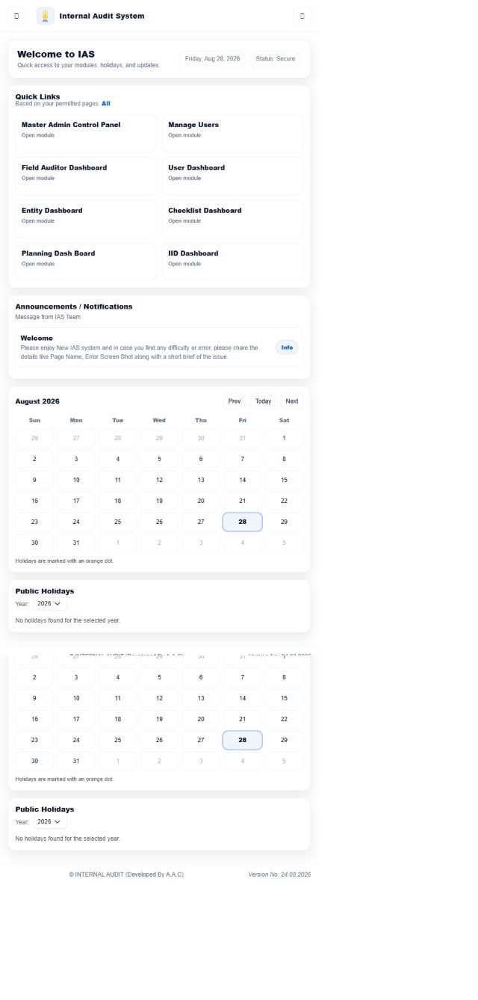 Internal Audit System
Welcome to IAS
Quick access to your modules, holidays, and updates.
Friday, Aug 28, 2026
Status: Secure
Quick Links
Based on your permitted pages. All
Master Admin Control Panel
Open module
Manage Users
Open module
Field Auditor Dashboard
Open module
User Dashboard
Open module
Entity Dashboard
Open module
Checklist Dashboard
Open module
Planning Dash Board
Open module
IID Dashboard
Open module
Announcements / Notifications
Message from IAS Team
Welcome
Please enjoy New IAS system and in case you find any difficulty or error, please share the
details like Page Name, Error Screen Shot along with a short brief of the issue.
Info
August 2026
Prev Today Next
Sun Mon Tue Wed Thu Fri Sat
26 27 28 29 30 31 1
2 3 4 5 6 7 8
9 10 11 12 13 14 15
16 17 18 19 20 21 22
23 24 25 26 27 28 29
30 31 1 2 3 4 5
Holidays are marked with an orange dot.
Public Holidays
Year: 2026
No holidays found for the selected year.
© INTERNAL AUDIT (Developed By A.A.C) Version No: 24.08.2026
26 27 28 29 30 31 1
2 3 4 5 6 7 8
9 10 11 12 13 14 15
16 17 18 19 20 21 22
23 24 25 26 27 28 29
30 31 1 2 3 4 5
Holidays are marked with an orange dot.
Public Holidays
Year: 2026
No holidays found for the selected year.
© INTERNAL AUDIT (Developed By A.A.C) Version No: 24.08.2026